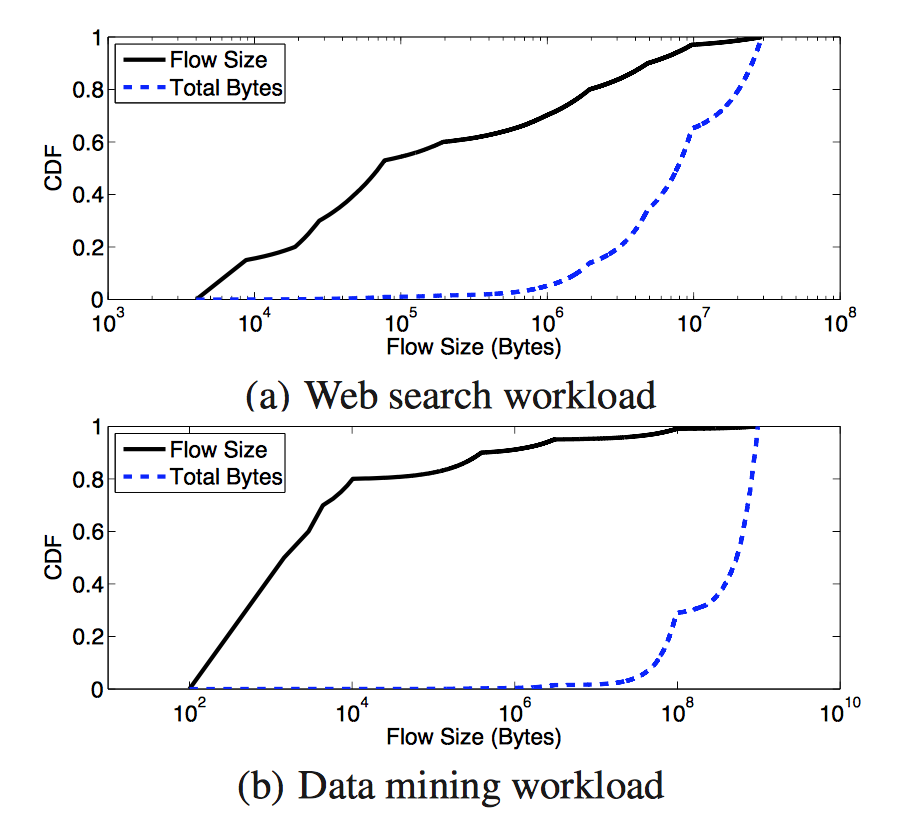 1
0.8
0.6
0.4
0.2
0
CDF
Flow Size
Total Bytes
10^3 10^4 10^5 10^6 10^7 10^8
Flow Size (Bytes)
(a) Web search workload
1
0.8
0.6
0.4
0.2
0
CDF
Flow Size
Total Bytes
10^2 10^4 10^6 10^8 10^10
Flow Size (Bytes)
(b) Data mining workload